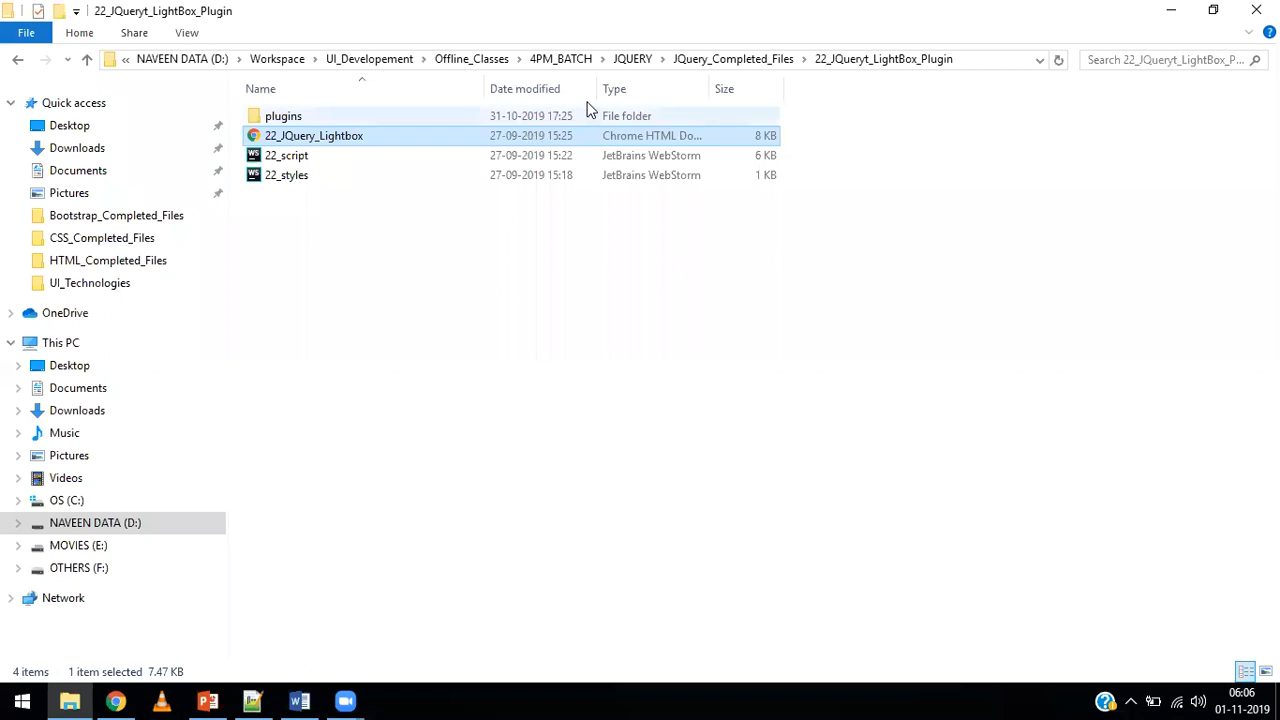 22_JQueryt_LightBox_Plugin
File Home Share View
« NAVEEN DATA (D:) > Workspace > UI_Developement > Offline_Classes > 4PM_BATCH > JQUERY > JQuery_Completed_Files > 22_JQueryt_LightBox_Plugin
Search 22_JQueryt_LightBox_P...
Name Date modified Type Size
Quick access
Desktop
Downloads
Documents
Pictures
Bootstrap_Completed_Files
CSS_Completed_Files
HTML_Completed_Files
UI_Technologies
OneDrive
This PC
Desktop
Documents
Downloads
Music
Pictures
Videos
OS (C:)
NAVEEN DATA (D:)
MOVIES (E:)
OTHERS (F:)
Network
plugins 31-10-2019 17:25 File folder
22_JQuery_Lightbox 27-09-2019 15:25 Chrome HTML Do... 8 KB
22_script 27-09-2019 15:22 JetBrains WebStorm 6 KB
22_styles 27-09-2019 15:18 JetBrains WebStorm 1 KB
4 items 1 item selected 7.47 KB
06:06
01-11-2019